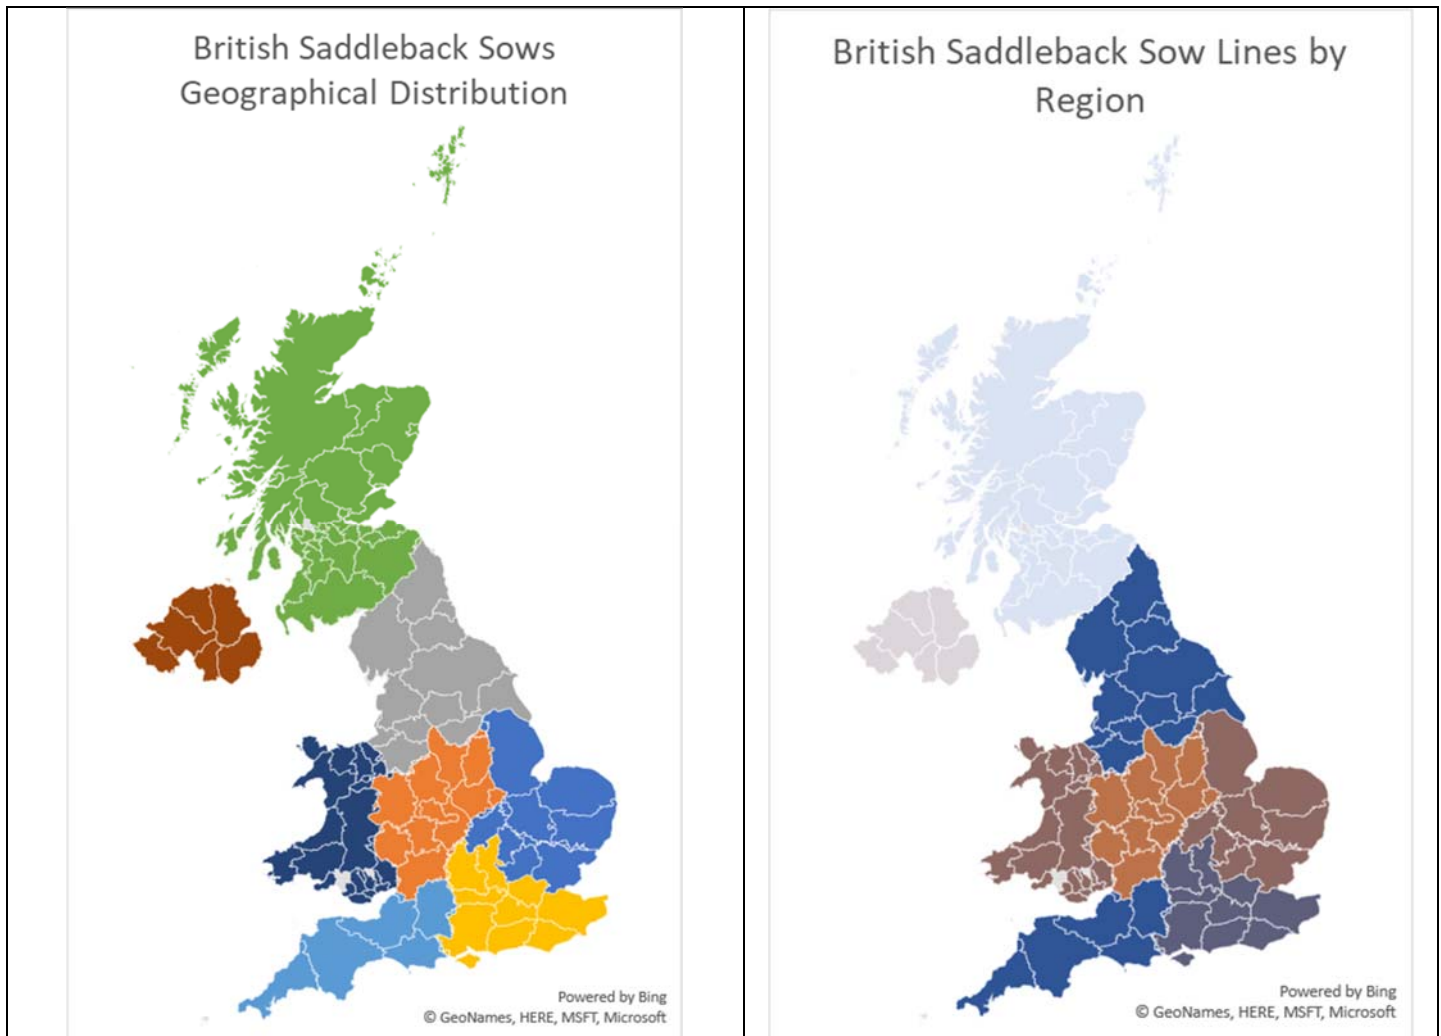 British Saddleback Sows
Geographical Distribution
Powered by Bing
© GeoNames, HERE, MSFT, Microsoft
British Saddleback Sow Lines by
Region
Powered by Bing
© GeoNames, HERE, MSFT, Microsoft